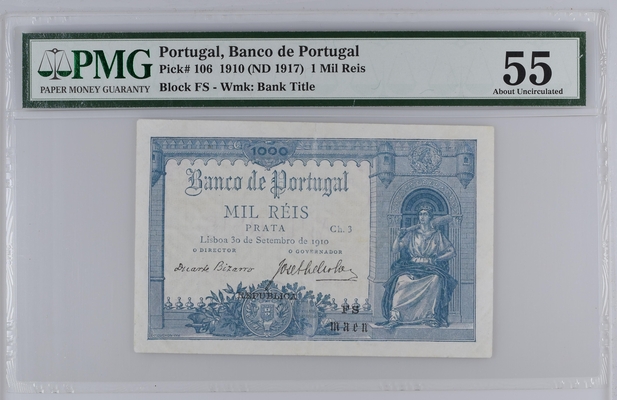 PMG
PAPER MONEY GUARANTY
Portugal, Banco de Portugal
Pick# 106 1910 (ND 1917) 1 Mil Reis
Block FS - Wmk: Bank Title
55
About Uncirculated
1000
Banco de Portugal
MIL RÉIS
PRATA
Ch. 3
Lisboa 30 de Setembro de 1910
O DIRECTOR O GOVERNADOR
Duarte Bizarro
REPUBLICA
FS